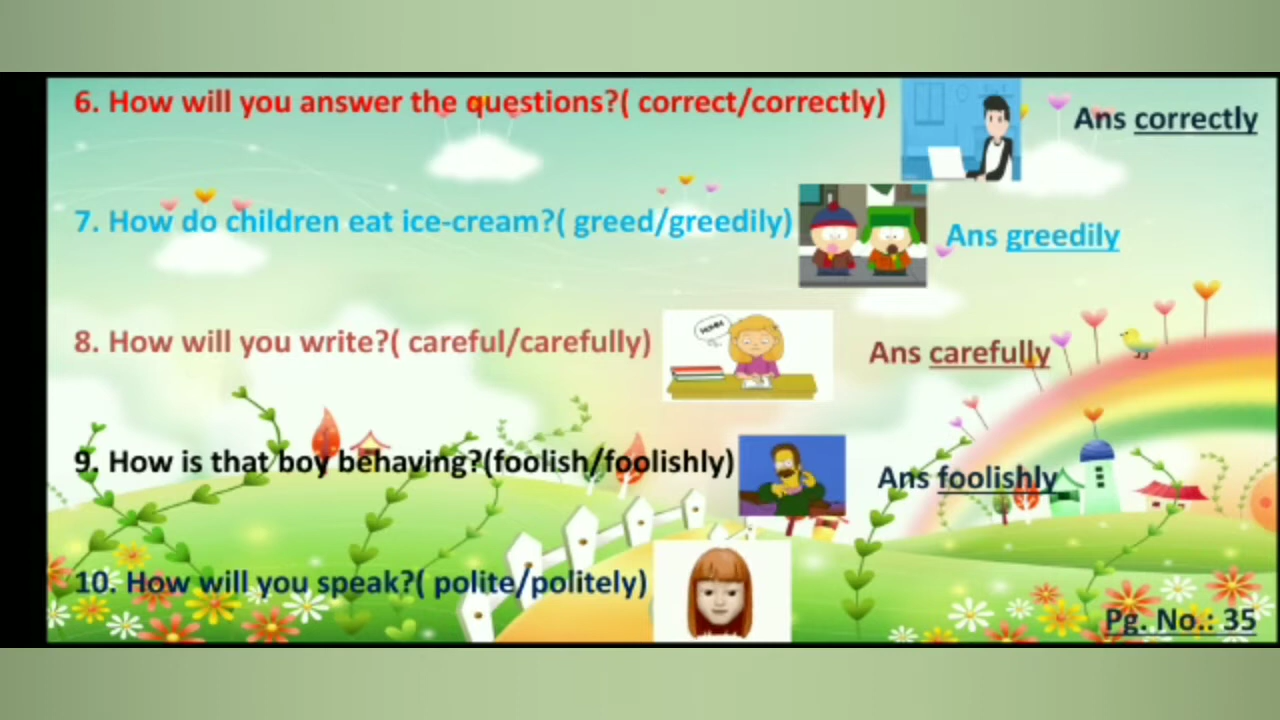 6. How will you answer the questions?( correct/correctly) Ans correctly
7. How do children eat ice-cream?( greed/greedily) Ans greedily
8. How will you write?( careful/carefully) Ans carefully
HUMM
9. How is that boy behaving?(foolish/foolishly) Ans foolishly
10. How will you speak?( polite/politely)
Pg. No.: 35